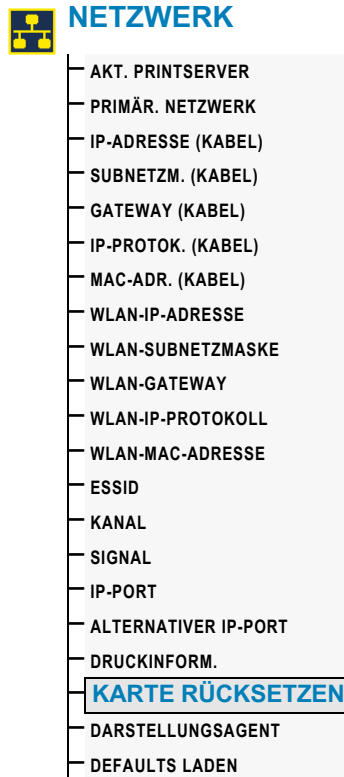 NETZWERK
AKT. PRINTSERVER
PRIMÄR. NETZWERK
IP-ADRESSE (KABEL)
SUBNETZM. (KABEL)
GATEWAY (KABEL)
IP-PROTOK. (KABEL)
MAC-ADR. (KABEL)
WLAN-IP-ADRESSE
WLAN-SUBNETZMASKE
WLAN-GATEWAY
WLAN-IP-PROTOKOLL
WLAN-MAC-ADRESSE
ESSID
KANAL
SIGNAL
IP-PORT
ALTERNATIVER IP-PORT
DRUCKINFORM.
KARTE RÜCKSETZEN
DARSTELLUNGSAGENT
DEFAULTS LADEN